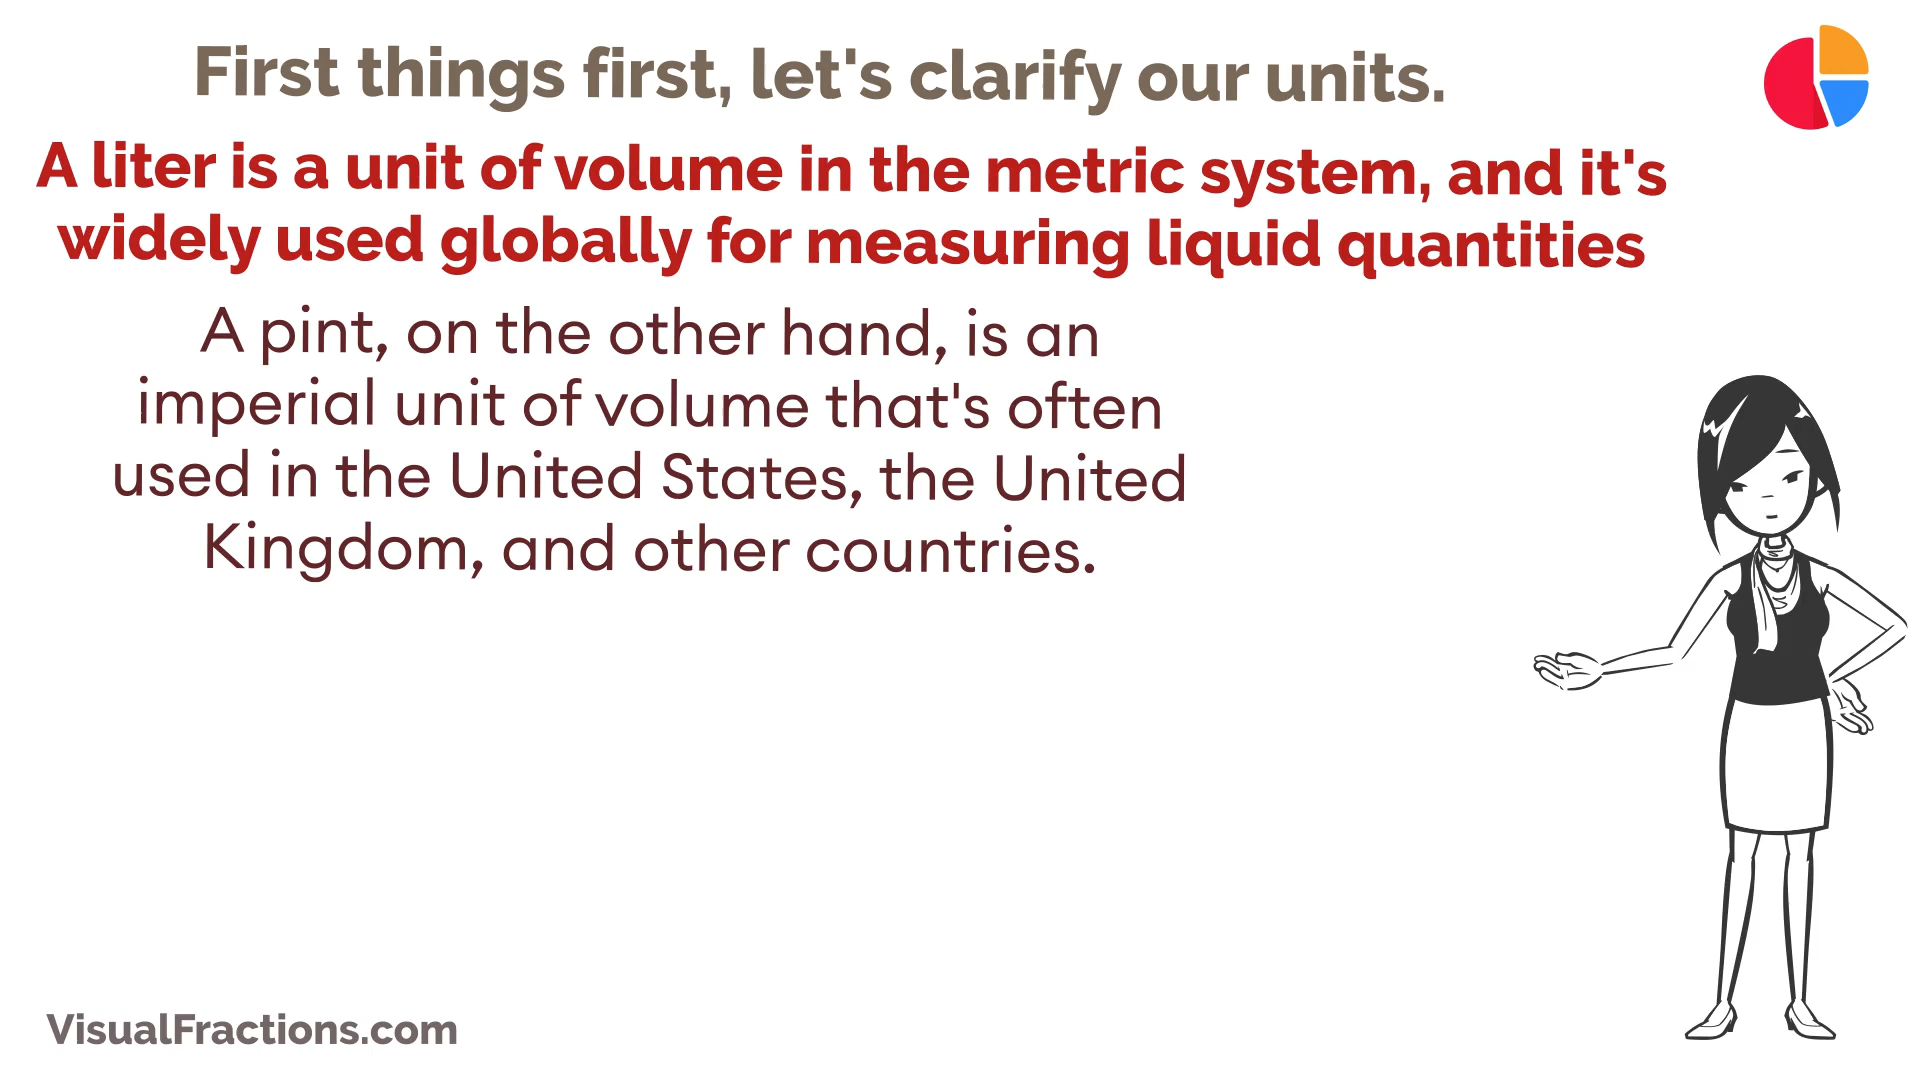 First things first, let's clarify our units.
A liter is a unit of volume in the metric system, and it's
widely used globally for measuring liquid quantities
A pint, on the other hand, is an
imperial unit of volume that's often
used in the United States, the United
Kingdom, and other countries.
VisualFractions.com